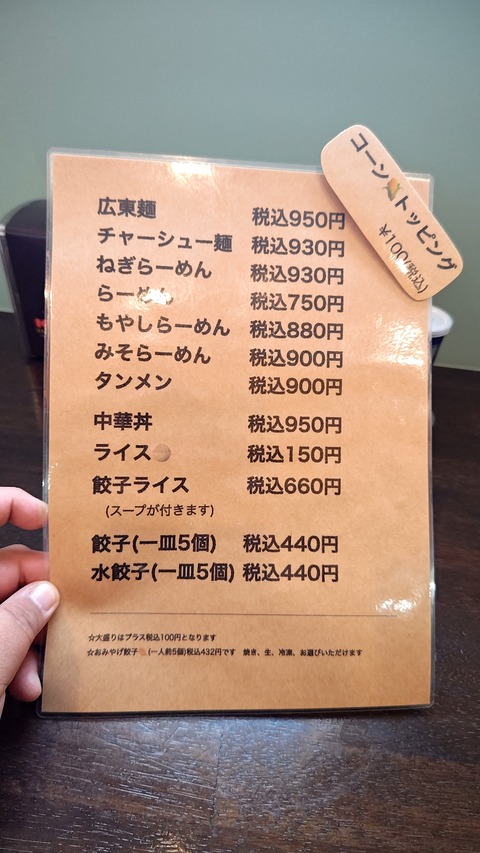 コーン🌽トッピング
¥100(税込)
広東麺 税込950円
チャーシュー麺 税込930円
ねぎらーめん 税込930円
らーめん 税込750円
もやしらーめん 税込880円
みそらーめん 税込900円
タンメン 税込900円
中華丼 税込950円
ライス 税込150円
餃子ライス 税込660円
(スープが付きます)
餃子(一皿5個) 税込440円
水餃子(一皿5個) 税込440円
☆大盛りはプラス税込100円となります
☆おみやげ餃子(一人前5個)税込432円です 焼き、生、冷凍、お選びいただけます